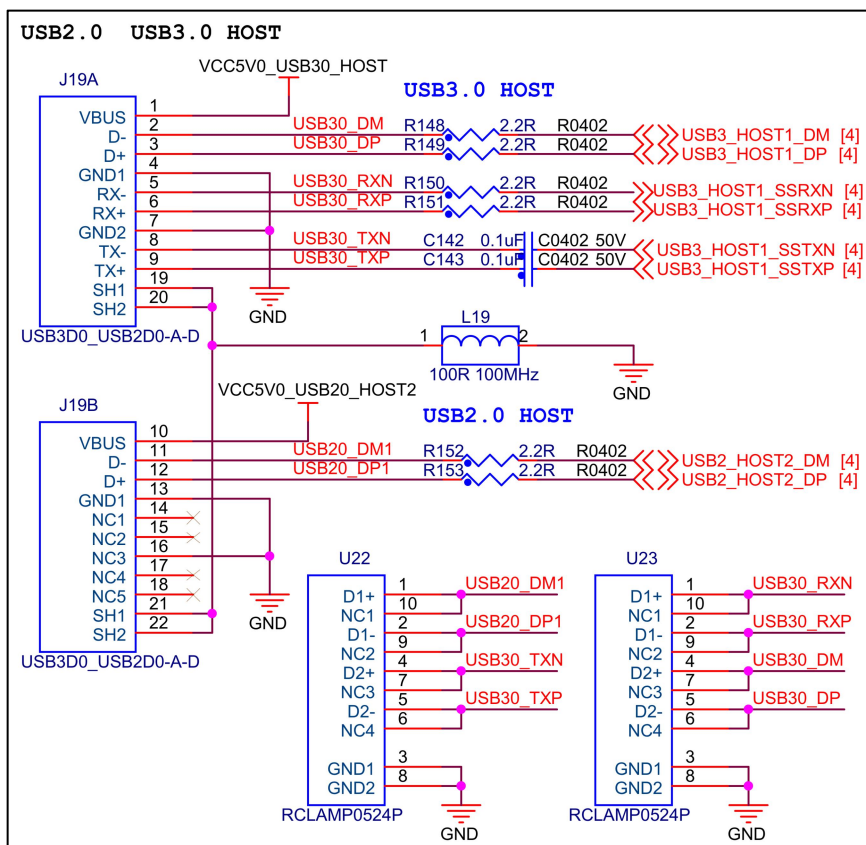 USB2.0 USB3.0 HOST
VCC5V0_USB30_HOST
J19A
USB3.0 HOST
VBUS 1
D- 2 USB30_DM R148 2.2R R0402 USB3_HOST1_DM [4]
D+ 3 USB30_DP R149 2.2R R0402 USB3_HOST1_DP [4]
GND1 4
RX- 5 USB30_RXN R150 2.2R R0402 USB3_HOST1_SSRXN [4]
RX+ 6 USB30_RXP R151 2.2R R0402 USB3_HOST1_SSRXP [4]
GND2 7
TX- 8 USB30_TXN C142 0.1uF C0402 50V USB3_HOST1_SSTXN [4]
TX+ 9 USB30_TXP C143 0.1uF C0402 50V USB3_HOST1_SSTXP [4]
SH1 19
SH2 20
GND
USB3D0_USB2D0-A-D
L19
1 2
100R 100MHz
GND
VCC5V0_USB20_HOST2
J19B
USB2.0 HOST
VBUS 10
D- 11 USB20_DM1 R152 2.2R R0402 USB2_HOST2_DM [4]
D+ 12 USB20_DP1 R153 2.2R R0402 USB2_HOST2_DP [4]
GND1 13
NC1 14
NC2 15
NC3 16
NC4 17
NC5 18
SH1 21
SH2 22
GND
USB3D0_USB2D0-A-D
U22
D1+ 1 USB20_DM1
NC1 10
D1- 2 USB20_DP1
NC2 9
D2+ 4 USB30_TXN
NC3 7
D2- 5 USB30_TXP
NC4 6
GND1 3
GND2 8
RCLAMP0524P
GND
U23
D1+ 1 USB30_RXN
NC1 10
D1- 2 USB30_RXP
NC2 9
D2+ 4 USB30_DM
NC3 7
D2- 5 USB30_DP
NC4 6
GND1 3
GND2 8
RCLAMP0524P
GND